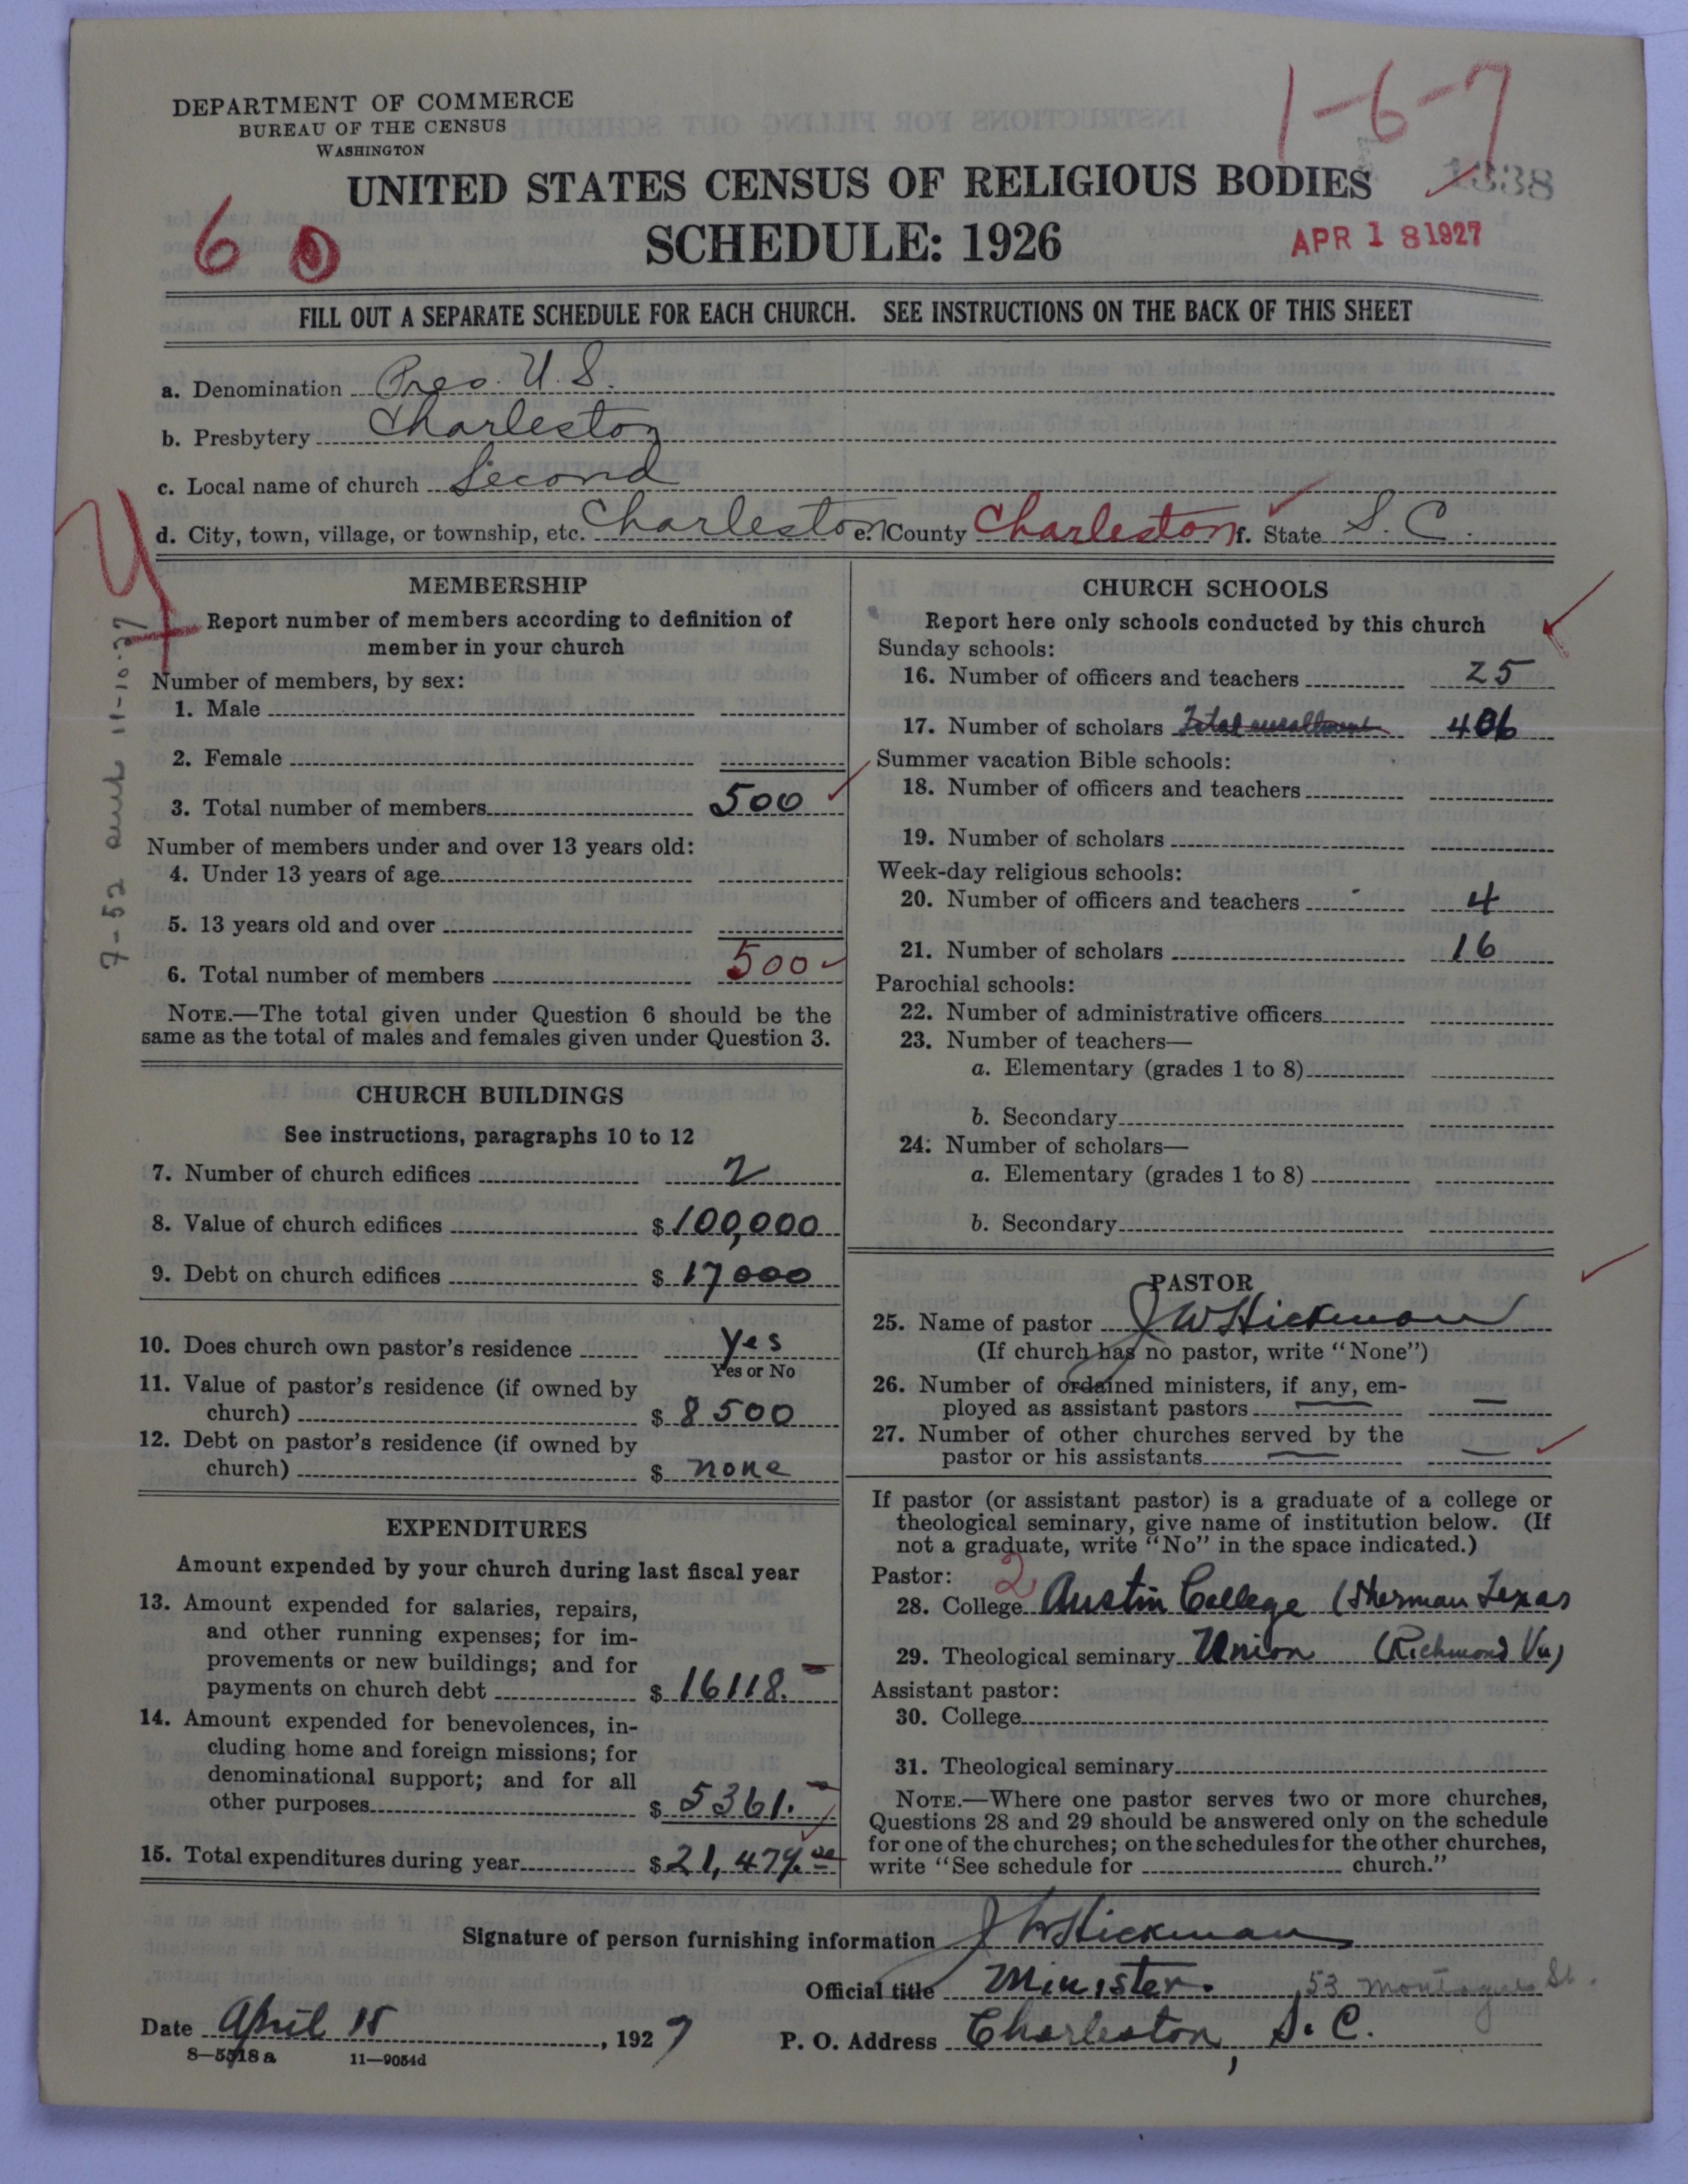 DEPARTMENT OF COMMERCE
BUREAU OF THE CENSUS
WASHINGTON
1-6-7
UNITED STATES CENSUS OF RELIGIOUS BODIES
1338
SCHEDULE: 1926
6 0
APR 18 1927
FILL OUT A SEPARATE SCHEDULE FOR EACH CHURCH. SEE INSTRUCTIONS ON THE BACK OF THIS SHEET
a. Denomination Pres. U. S.
b. Presbytery Charleston
c. Local name of church Second
d. City, town, village, or township, etc. Charleston e. County Charleston f. State S. C.
MEMBERSHIP
Report number of members according to definition of
member in your church
Number of members, by sex:
1. Male
2. Female
3. Total number of members 500
Number of members under and over 13 years old:
4. Under 13 years of age
5. 13 years old and over
6. Total number of members 500
NOTE.—The total given under Question 6 should be the
same as the total of males and females given under Question 3.
CHURCH BUILDINGS
See instructions, paragraphs 10 to 12
7. Number of church edifices 2
8. Value of church edifices $100,000
9. Debt on church edifices $17000
10. Does church own pastor's residence Yes
Yes or No
11. Value of pastor's residence (if owned by
church) $8500
12. Debt on pastor's residence (if owned by
church) $none
EXPENDITURES
Amount expended by your church during last fiscal year
13. Amount expended for salaries, repairs,
and other running expenses; for im-
provements or new buildings; and for
payments on church debt $16118.
14. Amount expended for benevolences, in-
cluding home and foreign missions; for
denominational support; and for all
other purposes $5361.
15. Total expenditures during year $21,479.00
CHURCH SCHOOLS
Report here only schools conducted by this church
Sunday schools:
16. Number of officers and teachers 25
17. Number of scholars Total enrollment 406
Summer vacation Bible schools:
18. Number of officers and teachers
19. Number of scholars
Week-day religious schools:
20. Number of officers and teachers 4
21. Number of scholars 16
Parochial schools:
22. Number of administrative officers
23. Number of teachers—
a. Elementary (grades 1 to 8)
b. Secondary
24. Number of scholars—
a. Elementary (grades 1 to 8)
b. Secondary
PASTOR
25. Name of pastor J W Hickman
(If church has no pastor, write "None")
26. Number of ordained ministers, if any, em-
ployed as assistant pastors —
27. Number of other churches served by the
pastor or his assistants —
If pastor (or assistant pastor) is a graduate of a college or
theological seminary, give name of institution below. (If
not a graduate, write "No" in the space indicated.)
Pastor: 2
28. College Austin College (Sherman Texas
29. Theological seminary Union (Richmond Va)
Assistant pastor:
30. College
31. Theological seminary
NOTE.—Where one pastor serves two or more churches,
Questions 28 and 29 should be answered only on the schedule
for one of the churches; on the schedules for the other churches,
write "See schedule for church."
Signature of person furnishing information J W Hickman
Official title Minister. 53 Montague St.
Date April 15, 1927 P. O. Address Charleston, S. C.
8—5518a 11—9054d